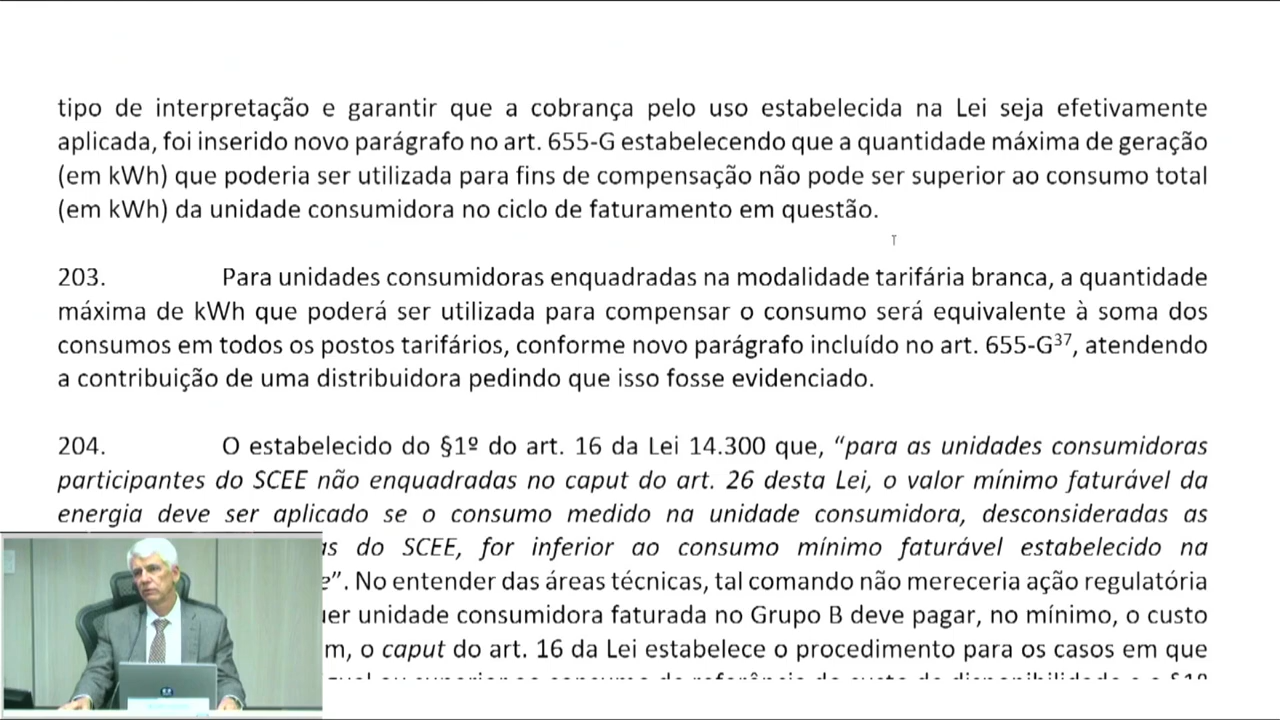 tipo de interpretação e garantir que a cobrança pelo uso estabelecida na Lei seja efetivamente
aplicada, foi inserido novo parágrafo no art. 655-G estabelecendo que a quantidade máxima de geração
(em kWh) que poderia ser utilizada para fins de compensação não pode ser superior ao consumo total
(em kWh) da unidade consumidora no ciclo de faturamento em questão.
203. Para unidades consumidoras enquadradas na modalidade tarifária branca, a quantidade
máxima de kWh que poderá ser utilizada para compensar o consumo será equivalente à soma dos
consumos em todos os postos tarifários, conforme novo parágrafo incluído no art. 655-G³⁷, atendendo
a contribuição de uma distribuidora pedindo que isso fosse evidenciado.
204. O estabelecido do §1º do art. 16 da Lei 14.300 que, “para as unidades consumidoras
participantes do SCEE não enquadradas no caput do art. 26 desta Lei, o valor mínimo faturável da
energia deve ser aplicado se o consumo medido na unidade consumidora, desconsideradas as
do SCEE, for inferior ao consumo mínimo faturável estabelecido na
”. No entender das áreas técnicas, tal comando não mereceria ação regulatória
unidade consumidora faturada no Grupo B deve pagar, no mínimo, o custo
o caput do art. 16 da Lei estabelece o procedimento para os casos em que